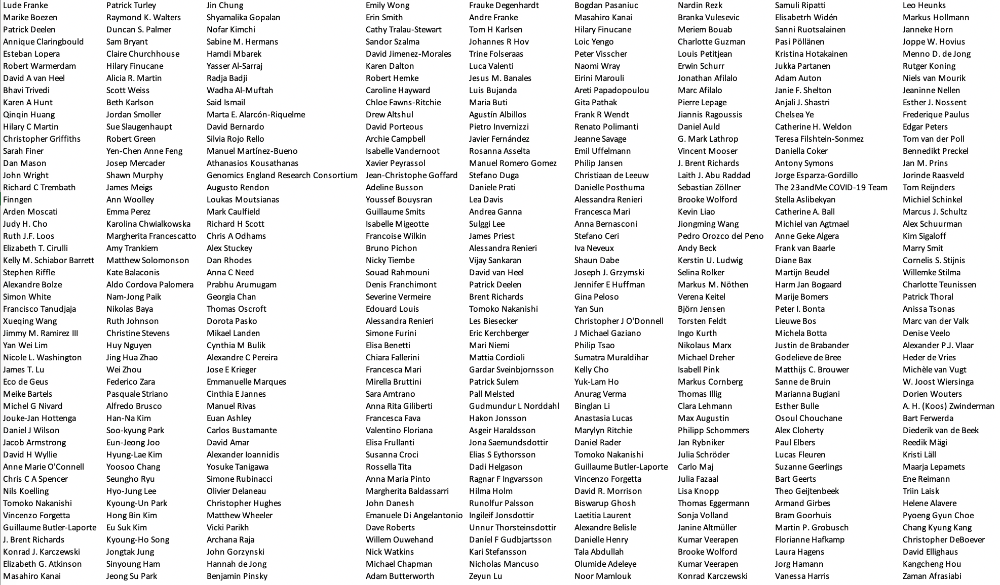 Lude Franke Patrick Turley Jin Chung Emily Wong Frauke Degenhardt Bogdan Pasaniuc Nardin Rezk Samuli Ripatti Leo Heunks
Marike Boezen Raymond K. Walters Shyamalika Gopalan Erin Smith Andre Franke Masahiro Kanai Branka Vulesevic Elisabetrh Widén Markus Hollmann
Patrick Deelen Duncan S. Palmer Nofar Kimchi Cathy Tralau-Stewart Tom H Karlsen Hilary Finucane Meriem Bouab Sanni Ruotsalainen Janneke Horn
Annique Claringbould Sam Bryant Sabine M. Hermans Sandor Szalma Johannes R Hov Loic Yengo Charlotte Guzman Pasi Pöllänen Joppe W. Hovius
Esteban Lopera Claire Churchhouse Hamdi Mbarek David Jimenez-Morales Trine Folseraas Peter Visscher Louis Petitjean Kristina Hotakainen Menno D. de Jong
Robert Warmerdam Hilary Finucane Yasser Al-Sarraj Karen Dalton Luca Valenti Naomi Wray Erwin Schurr Jukka Partanen Rutger Koning
David A van Heel Alicia R. Martin Radja Badji Robert Hemke Jesus M. Banales Eirini Marouli Jonathan Afilalo Adam Auton Niels van Mourik
Bhavi Trivedi Scott Weiss Wadha Al-Muftah Caroline Hayward Luis Bujanda Areti Papadopoulou Marc Afilalo Janie F. Shelton Jeaninne Nellen
Karen A Hunt Beth Karlson Said Ismail Chloe Fawns-Ritchie Maria Buti Gita Pathak Pierre Lepage Anjali J. Shastri Esther J. Nossent
Qinqin Huang Jordan Smoller Marta E. Alarcón-Riquelme Drew Altshul Agustín Albillos Frank R Wendt Jiannis Ragoussis Chelsea Ye Frederique Paulus
Hilary C Martin Sue Slaugenhaupt David Bernardo David Porteous Pietro Invernizzi Renato Polimanti Daniel Auld Catherine H. Weldon Edgar Peters
Christopher Griffiths Robert Green Silvia Rojo Rello Archie Campbell Javier Fernández Jeanne Savage G. Mark Lathrop Teresa Filshtein-Sonmez Tom van der Poll
Sarah Finer Yen-Chen Anne Feng Manuel Martínez-Bueno Isabelle Vandernoot Rosanna Asselta Emil Uffelmann Vincent Mooser Daniella Coker Bennedikt Preckel
Dan Mason Josep Mercader Athanasios Kousathanas Xavier Peyrassol Manuel Romero Gomez Philip Jansen J. Brent Richards Antony Symons Jan M. Prins
John Wright Shawn Murphy Genomics England Research Consortium Jean-Christophe Goffard Stefano Duga Christiaan de Leeuw Laith J. Abu Raddad Jorge Esparza-Gordillo Jorinde Raasveld
Richard C Trembath James Meigs Augusto Rendon Adeline Busson Daniele Prati Danielle Posthuma Sebastian Zöllner The 23andMe COVID-19 Team Tom Reijnders
Finngen Ann Woolley Loukas Moutsianas Youssef Bouysran Lea Davis Alessandra Renieri Brooke Wolford Stella Aslibekyan Michiel Schinkel
Arden Moscati Emma Perez Mark Caulfield Guillaume Smits Andrea Ganna Francesca Mari Kevin Liao Catherine A. Ball Marcus J. Schultz
Judy H. Cho Karolina Chwialkowska Richard H Scott Isabelle Migeotte Sulggi Lee Anna Bernasconi Jiongming Wang Michiel van Agtmael Alex Schuurman
Ruth J.F. Loos Margherita Francescatto Chris A Odhams Francoise Wilkin James Priest Stefano Ceri Pedro Orozco del Peno Anne Geke Algera Kim Sigaloff
Elizabeth T. Cirulli Amy Trankiem Alex Stuckey Bruno Pichon Alessandra Renieri Iva Neveux Andy Beck Frank van Baarle Marry Smit
Kelly M. Schiabor Barrett Matthew Solomonson Dan Rhodes Nicky Tiembe Vijay Sankaran Shaun Dabe Kerstin U. Ludwig Diane Bax Cornelis S. Stijnis
Stephen Riffle Kate Balaconis Anna C Need Souad Rahmouni David van Heel Joseph J. Grzymski Selina Rolker Martijn Beudel Willemke Stilma
Alexandre Bolze Aldo Cordova Palomera Prabhu Arumugam Denis Franchimont Patrick Deelen Jennifer E Huffman Markus M. Nöthen Harm Jan Bogaard Charlotte Teunissen
Simon White Nam-Jong Paik Georgia Chan Severine Vermeire Brent Richards Gina Peloso Verena Keitel Marije Bomers Patrick Thoral
Francisco Tanudjaja Nikolas Baya Thomas Oscroft Edouard Louis Tomoko Nakanishi Yan Sun Björn Jensen Peter I. Bonta Anissa Tsonas
Xueqing Wang Ruth Johnson Dorota Pasko Alessandra Renieri Les Biesecker Christopher J O'Donnell Torsten Feldt Lieuwe Bos Marc van der Valk
Jimmy M. Ramirez III Christine Stevens Mikael Landen Simone Furini Eric Kerchberger J Michael Gaziano Ingo Kurth Michela Botta Denise Veelo
Yan Wei Lim Huy Nguyen Cynthia M Bulik Elisa Benetti Mari Niemi Philip Tsao Nikolaus Marx Justin de Brabander Alexander P.J. Vlaar
Nicole L. Washington Jing Hua Zhao Alexandre C Pereira Chiara Fallerini Mattia Cordioli Sumatra Muraldihar Michael Dreher Godelieve de Bree Heder de Vries
James T. Lu Wei Zhou Jose E Krieger Francesca Mari Gardar Sveinbjornsson Kelly Cho Isabell Pink Matthijs C. Brouwer Michèle van Vugt
Eco de Geus Federico Zara Emmanuelle Marques Mirella Bruttini Patrick Sulem Yuk-Lam Ho Markus Cornberg Sanne de Bruin W. Joost Wiersinga
Meike Bartels Pasquale Striano Cinthia E Jannes Sara Amtrano Pall Melsted Anurag Verma Thomas Illig Marianna Bugiani Dorien Wouters
Michel G Nivard Alfredo Brusco Manuel Rivas Anna Rita Giliberti Gudmundur L Norddahl Binglan Li Clara Lehmann Esther Bulle A. H. (Koos) Zwinderman
Jouke-Jan Hottenga Han-Na Kim Euan Ashley Francesca Fava Hakon Jonsson Anastasia Lucas Max Augustin Osoul Chouchane Bart Ferwerda
Daniel J Wilson Soo-kyung Park Carlos Bustamante Valentino Floriana Asgeir Haraldsson Marylyn Ritchie Philipp Schommers Alex Cloherty Diederik van de Beek
Jacob Armstrong Eun-Jeong Joo David Amar Elisa Frullanti Jona Saemundsdottir Daniel Rader Jan Rybniker Paul Elbers Reedik Mägi
David H Wyllie Hyung-Lae Kim Alexander Ioannidis Susanna Croci Elias S Eythorsson Tomoko Nakanishi Julia Schröder Lucas Fleuren Kristi Läll
Anne Marie O'Connell Yoosoo Chang Yosuke Tanigawa Rossella Tita Dadi Helgason Guillaume Butler-Laporte Carlo Maj Suzanne Geerlings Maarja Lepamets
Chris C A Spencer Seungho Ryu Simone Rubinacci Anna Maria Pinto Ragnar F Ingvarsson Vincenzo Forgetta Julia Fazaal Bart Geerts Ene Reimann
Nils Koelling Hyo-Jung Lee Olivier Delaneau Margherita Baldassarri Hilma Holm David R. Morrison Lisa Knopp Theo Geijtenbeek Triin Laisk
Tomoko Nakanishi Kyoung-Un Park Christopher Hughes John Danesh Runolfur Palsson Biswarup Ghosh Thomas Eggermann Armand Girbes Helene Alavere
Vincenzo Forgetta Hong Bin Kim Matthew Wheeler Emanuele Di Angelantonio Ingileif Jonsdottir Laetitia Laurent Sonja Volland Bram Goorhuis Pyoeng Gyun Choe
Guillaume Butler-Laporte Eu Suk Kim Vicki Parikh Dave Roberts Unnur Thorsteinsdottir Alexandre Belisle Janine Altmüller Martin P. Grobusch Chang Kyung Kang
J. Brent Richards Kyoung-Ho Song Archana Raja Willem Ouwehand Daníel F Gudbjartsson Danielle Henry Kumar Veerapen Florianne Hafkamp Christopher DeBoever
Konrad J. Karczewski Jongtak Jung John Gorzynski Nick Watkins Kari Stefansson Tala Abdullah Brooke Wolford Laura Hagens David Ellighaus
Elizabeth G. Atkinson Sinyoung Ham Hannah de Jong Michael Chapman Nicholas Mancuso Olumide Adeleye Kumar Veerapen Jorg Hamann Kangcheng Hou
Masahiro Kanai Jeong Su Park Benjamin Pinsky Adam Butterworth Zeyun Lu Noor Mamlouk Konrad Karczewski Vanessa Harris Zaman Afrasiabi